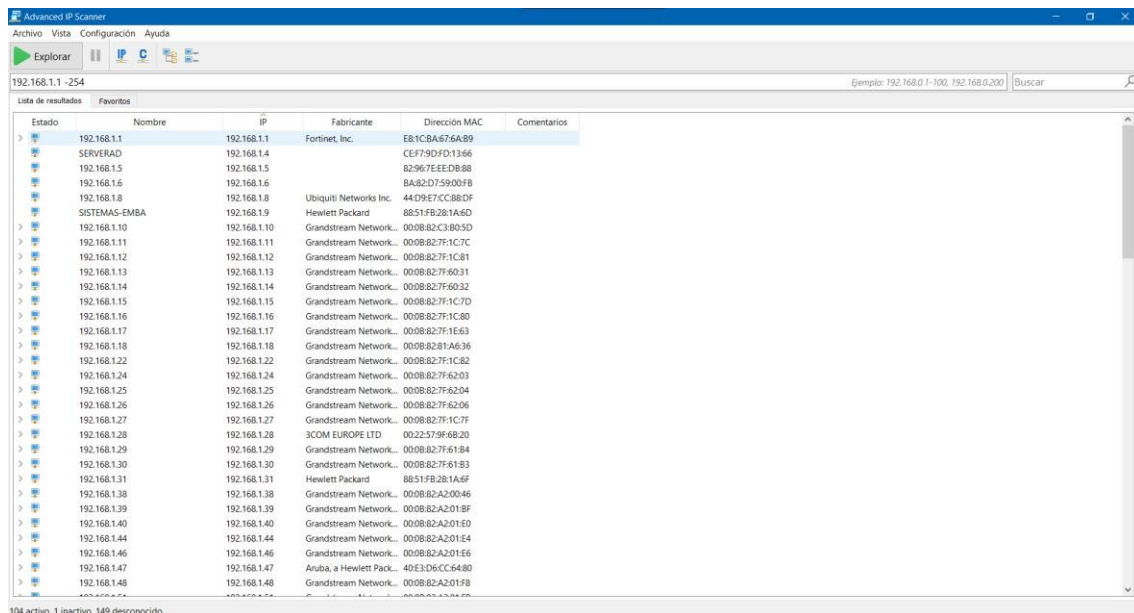 Advanced IP Scanner
Archivo Vista Configuración Ayuda
Explorar IP C
192.168.1.1 -254 Ejemplo: 192.168.0.1-100, 192.168.0.200 Buscar
Lista de resultados Favoritos
Estado Nombre IP Fabricante Dirección MAC Comentarios
192.168.1.1 192.168.1.1 Fortinet, Inc. E8:1C:BA:67:6A:B9
SERVERAD 192.168.1.4 CE:F7:9D:FD:13:66
192.168.1.5 192.168.1.5 82:96:7E:EE:DB:88
192.168.1.6 192.168.1.6 BA:82:D7:59:00:FB
192.168.1.8 192.168.1.8 Ubiquiti Networks Inc. 44:D9:E7:CC:88:DF
SISTEMAS-EMBA 192.168.1.9 Hewlett Packard 88:51:FB:28:1A:6D
192.168.1.10 192.168.1.10 Grandstream Network... 00:0B:82:C3:B0:5D
192.168.1.11 192.168.1.11 Grandstream Network... 00:0B:82:7F:1C:7C
192.168.1.12 192.168.1.12 Grandstream Network... 00:0B:82:7F:1C:81
192.168.1.13 192.168.1.13 Grandstream Network... 00:0B:82:7F:60:31
192.168.1.14 192.168.1.14 Grandstream Network... 00:0B:82:7F:60:32
192.168.1.15 192.168.1.15 Grandstream Network... 00:0B:82:7F:1C:7D
192.168.1.16 192.168.1.16 Grandstream Network... 00:0B:82:7F:1C:80
192.168.1.17 192.168.1.17 Grandstream Network... 00:0B:82:7F:1E:63
192.168.1.18 192.168.1.18 Grandstream Network... 00:0B:82:81:A6:36
192.168.1.22 192.168.1.22 Grandstream Network... 00:0B:82:7F:1C:82
192.168.1.24 192.168.1.24 Grandstream Network... 00:0B:82:7F:62:03
192.168.1.25 192.168.1.25 Grandstream Network... 00:0B:82:7F:62:04
192.168.1.26 192.168.1.26 Grandstream Network... 00:0B:82:7F:62:06
192.168.1.27 192.168.1.27 Grandstream Network... 00:0B:82:7F:1C:7F
192.168.1.28 192.168.1.28 3COM EUROPE LTD 00:22:57:9F:6B:20
192.168.1.29 192.168.1.29 Grandstream Network... 00:0B:82:7F:61:B4
192.168.1.30 192.168.1.30 Grandstream Network... 00:0B:82:7F:61:B3
192.168.1.31 192.168.1.31 Hewlett Packard 88:51:FB:28:1A:6F
192.168.1.38 192.168.1.38 Grandstream Network... 00:0B:82:A2:00:46
192.168.1.39 192.168.1.39 Grandstream Network... 00:0B:82:A2:01:BF
192.168.1.40 192.168.1.40 Grandstream Network... 00:0B:82:A2:01:E0
192.168.1.44 192.168.1.44 Grandstream Network... 00:0B:82:A2:01:E4
192.168.1.46 192.168.1.46 Grandstream Network... 00:0B:82:A2:01:E6
192.168.1.47 192.168.1.47 Aruba, a Hewlett Pack... 40:E3:D6:CC:64:80
192.168.1.48 192.168.1.48 Grandstream Network... 00:0B:82:A2:01:F8
104 activo, 1 inactivo, 149 desconocido